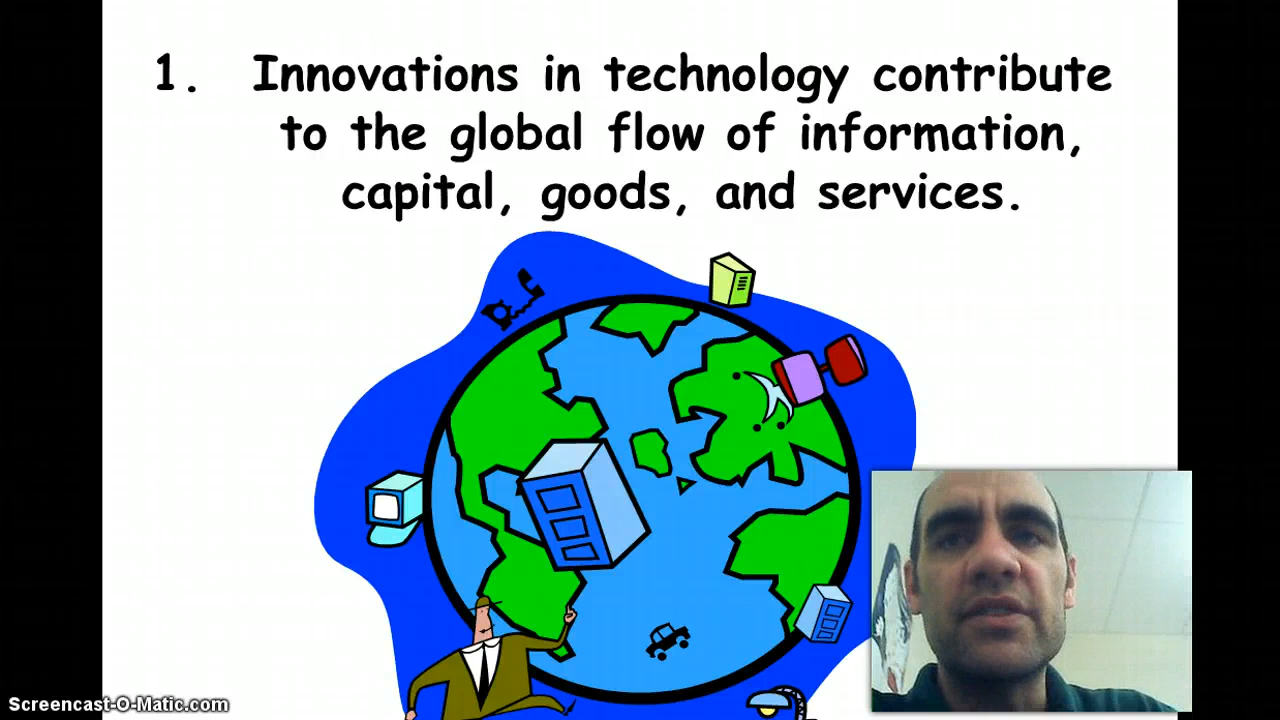 1. Innovations in technology contribute
to the global flow of information,
capital, goods, and services.
Screencast-O-Matic.com